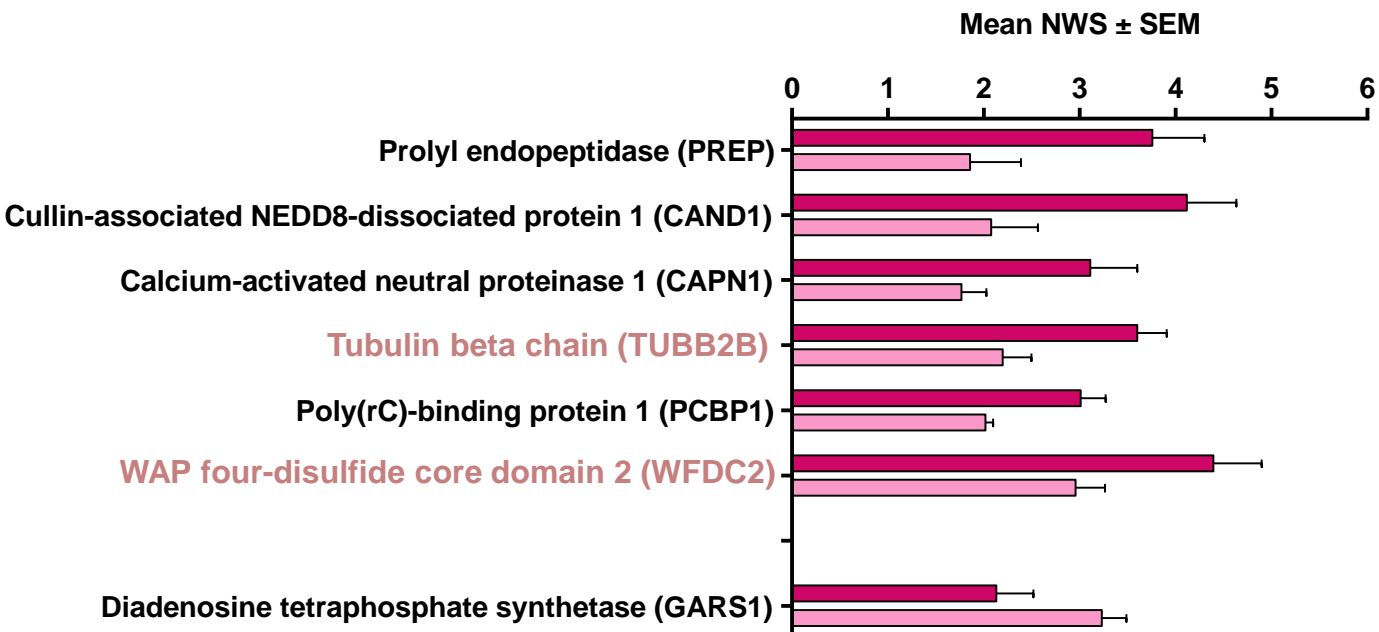 Mean NWS ± SEM
0 1 2 3 4 5 6
Prolyl endopeptidase (PREP)
Cullin-associated NEDD8-dissociated protein 1 (CAND1)
Calcium-activated neutral proteinase 1 (CAPN1)
Tubulin beta chain (TUBB2B)
Poly(rC)-binding protein 1 (PCBP1)
WAP four-disulfide core domain 2 (WFDC2)
Diadenosine tetraphosphate synthetase (GARS1)